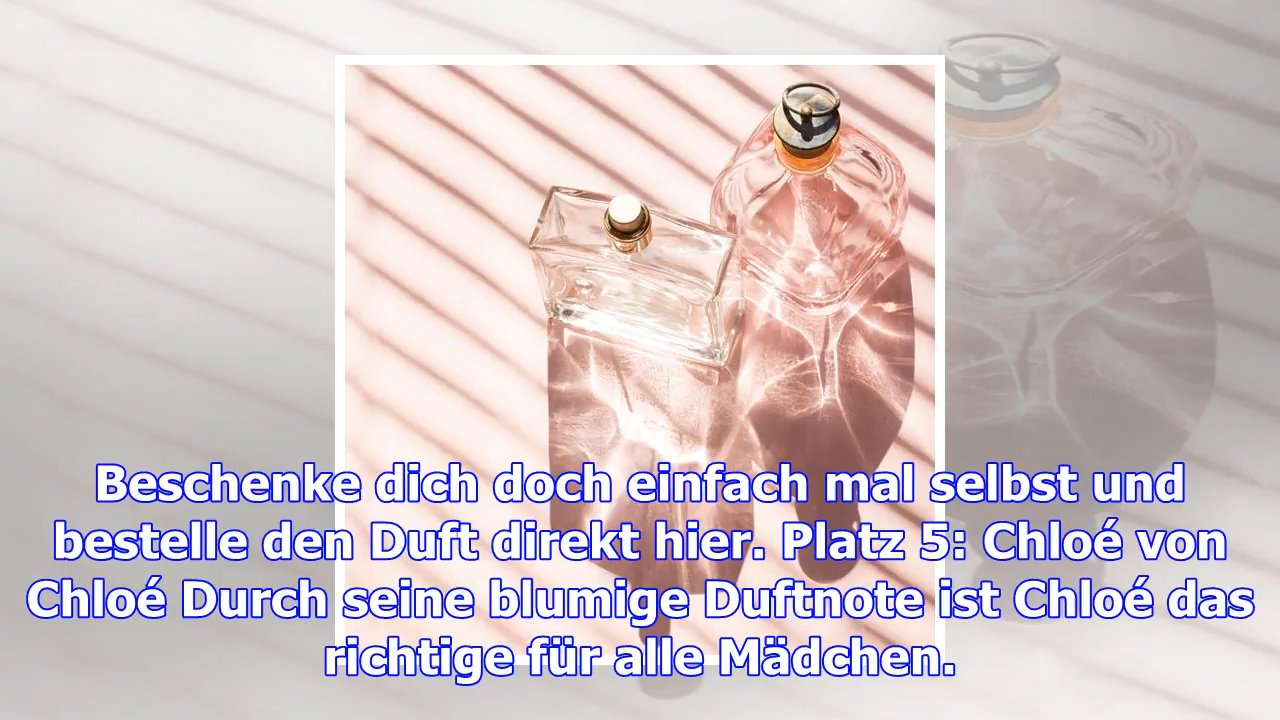 Beschenke dich doch einfach mal selbst und
bestelle den Duft direkt hier. Platz 5: Chloé von
Chloé Durch seine blumige Duftnote ist Chloé das
richtige für alle Mädchen.